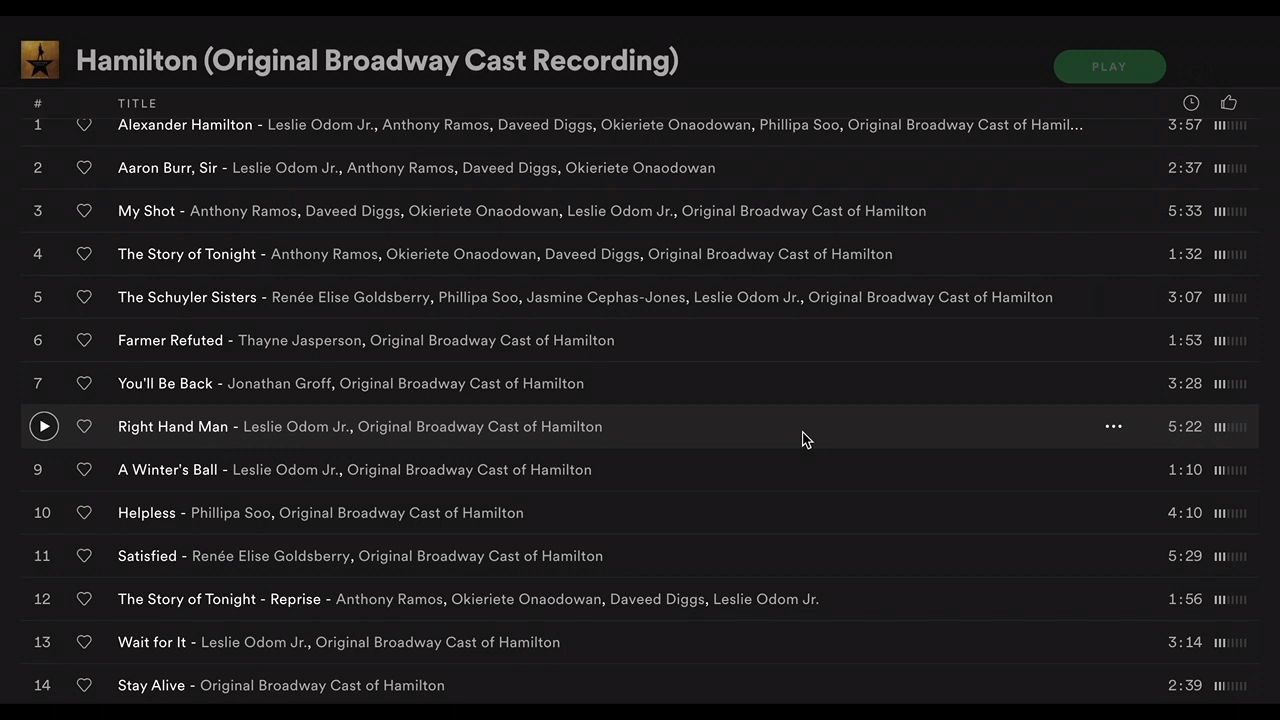 Hamilton (Original Broadway Cast Recording)
PLAY
# TITLE
1 Alexander Hamilton - Leslie Odom Jr., Anthony Ramos, Daveed Diggs, Okieriete Onaodowan, Phillipa Soo, Original Broadway Cast of Hamil... 3:57
2 Aaron Burr, Sir - Leslie Odom Jr., Anthony Ramos, Daveed Diggs, Okieriete Onaodowan 2:37
3 My Shot - Anthony Ramos, Daveed Diggs, Okieriete Onaodowan, Leslie Odom Jr., Original Broadway Cast of Hamilton 5:33
4 The Story of Tonight - Anthony Ramos, Okieriete Onaodowan, Daveed Diggs, Original Broadway Cast of Hamilton 1:32
5 The Schuyler Sisters - Renée Elise Goldsberry, Phillipa Soo, Jasmine Cephas-Jones, Leslie Odom Jr., Original Broadway Cast of Hamilton 3:07
6 Farmer Refuted - Thayne Jasperson, Original Broadway Cast of Hamilton 1:53
7 You'll Be Back - Jonathan Groff, Original Broadway Cast of Hamilton 3:28
Right Hand Man - Leslie Odom Jr., Original Broadway Cast of Hamilton ••• 5:22
9 A Winter's Ball - Leslie Odom Jr., Original Broadway Cast of Hamilton 1:10
10 Helpless - Phillipa Soo, Original Broadway Cast of Hamilton 4:10
11 Satisfied - Renée Elise Goldsberry, Original Broadway Cast of Hamilton 5:29
12 The Story of Tonight - Reprise - Anthony Ramos, Okieriete Onaodowan, Daveed Diggs, Leslie Odom Jr. 1:56
13 Wait for It - Leslie Odom Jr., Original Broadway Cast of Hamilton 3:14
14 Stay Alive - Original Broadway Cast of Hamilton 2:39